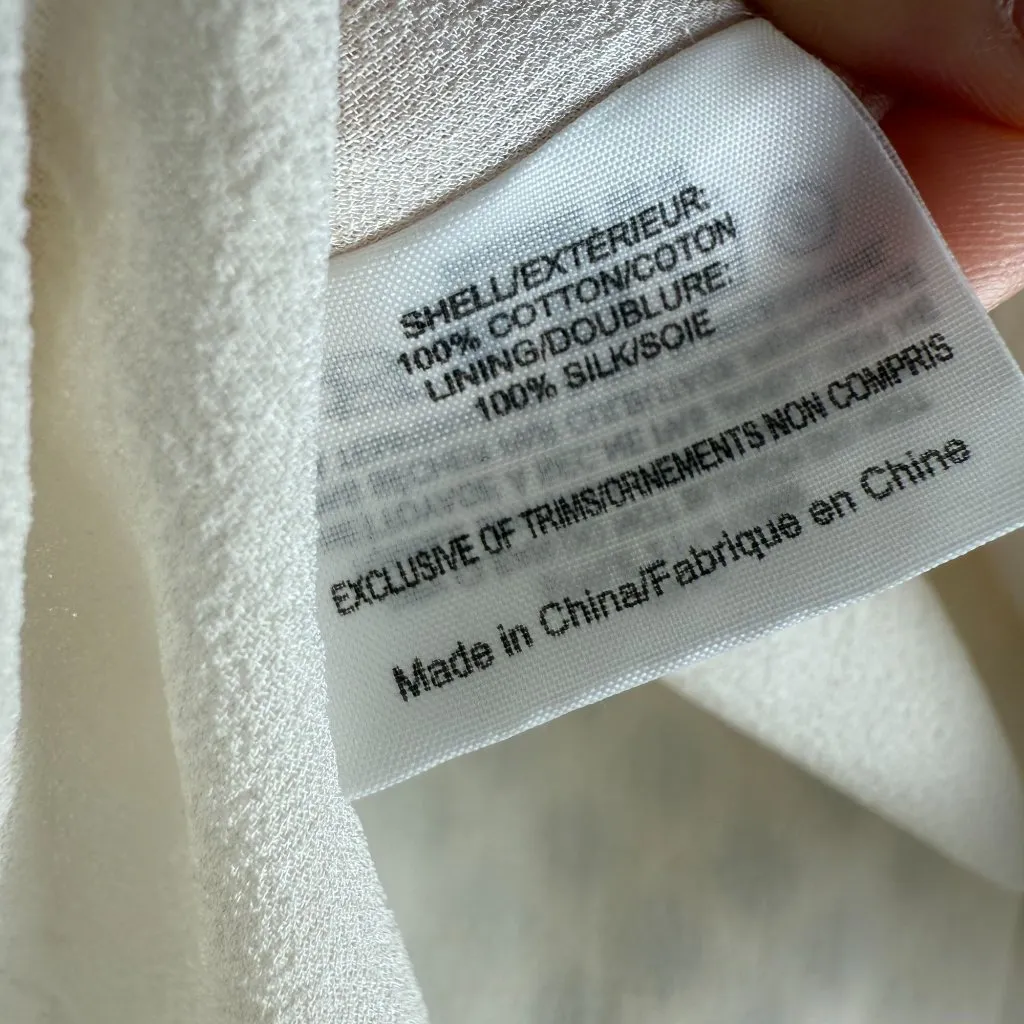 SHELL/EXTÉRIEUR:
100% COTTON/COTON
LINING/DOUBLURE:
100% SILK/SOIE
EXCLUSIVE OF TRIMS/ORNEMENTS NON COMPRIS
Made in China/Fabriqué en Chine